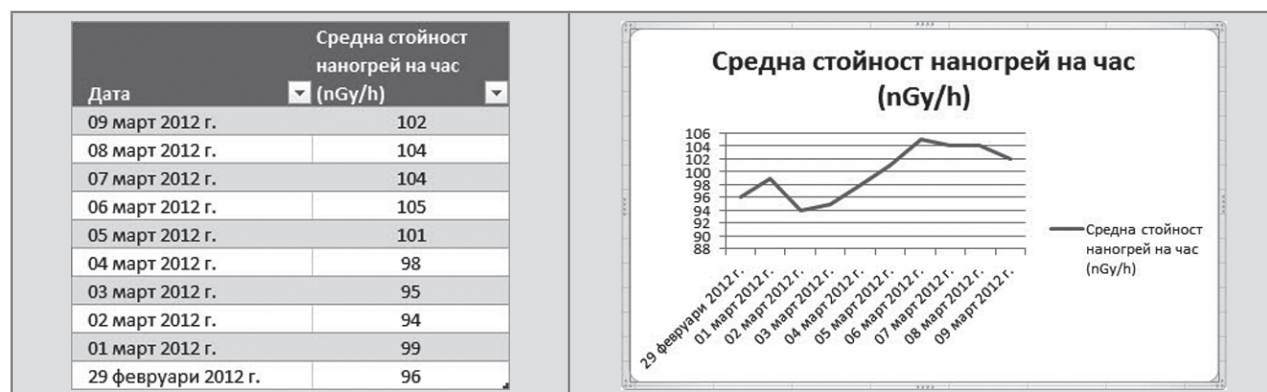 Дата
Средна стойност
наногрей на час
(nGy/h)
09 март 2012 г. 102
08 март 2012 г. 104
07 март 2012 г. 104
06 март 2012 г. 105
05 март 2012 г. 101
04 март 2012 г. 98
03 март 2012 г. 95
02 март 2012 г. 94
01 март 2012 г. 99
29 февруари 2012 г. 96
Средна стойност наногрей на час
(nGy/h)
106
104
102
100
98
96
94
92
90
88
29 февруари 2012 г.
01 март 2012 г.
02 март 2012 г.
03 март 2012 г.
04 март 2012 г.
05 март 2012 г.
06 март 2012 г.
07 март 2012 г.
08 март 2012 г.
09 март 2012 г.
Средна стойност
наногрей на час
(nGy/h)